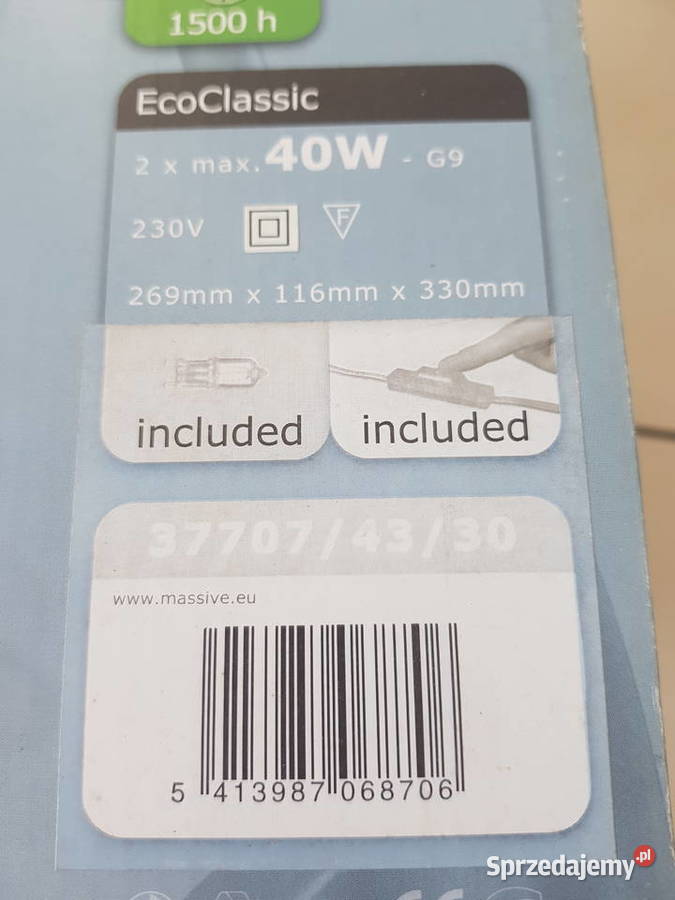 1500 h
EcoClassic
2 x max. 40W - G9
230V
F
269mm x 116mm x 330mm
included included
37707/43/30
www.massive.eu
5 413987 068706
Sprzedajemy.pl